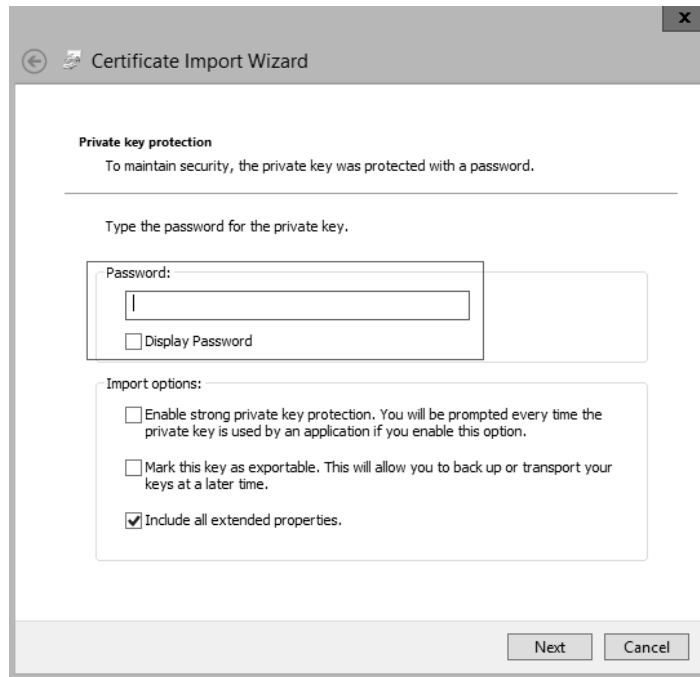 x
Certificate Import Wizard
Private key protection
To maintain security, the private key was protected with a password.
Type the password for the private key.
Password:
Display Password
Import options:
Enable strong private key protection. You will be prompted every time the
private key is used by an application if you enable this option.
Mark this key as exportable. This will allow you to back up or transport your
keys at a later time.
Include all extended properties.
Next Cancel